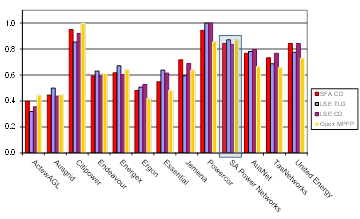 1.0
0.8
0.6
0.4
0.2
0.0
ActewAGL
Ausgrid
Citipower
Endeavour
Energex
Ergon
Essential
Jemena
Powercor
SA Power Networks
AusNet
TasNetworks
United Energy
SFA CD
LSE TLG
LSE CD
Opex MPFP